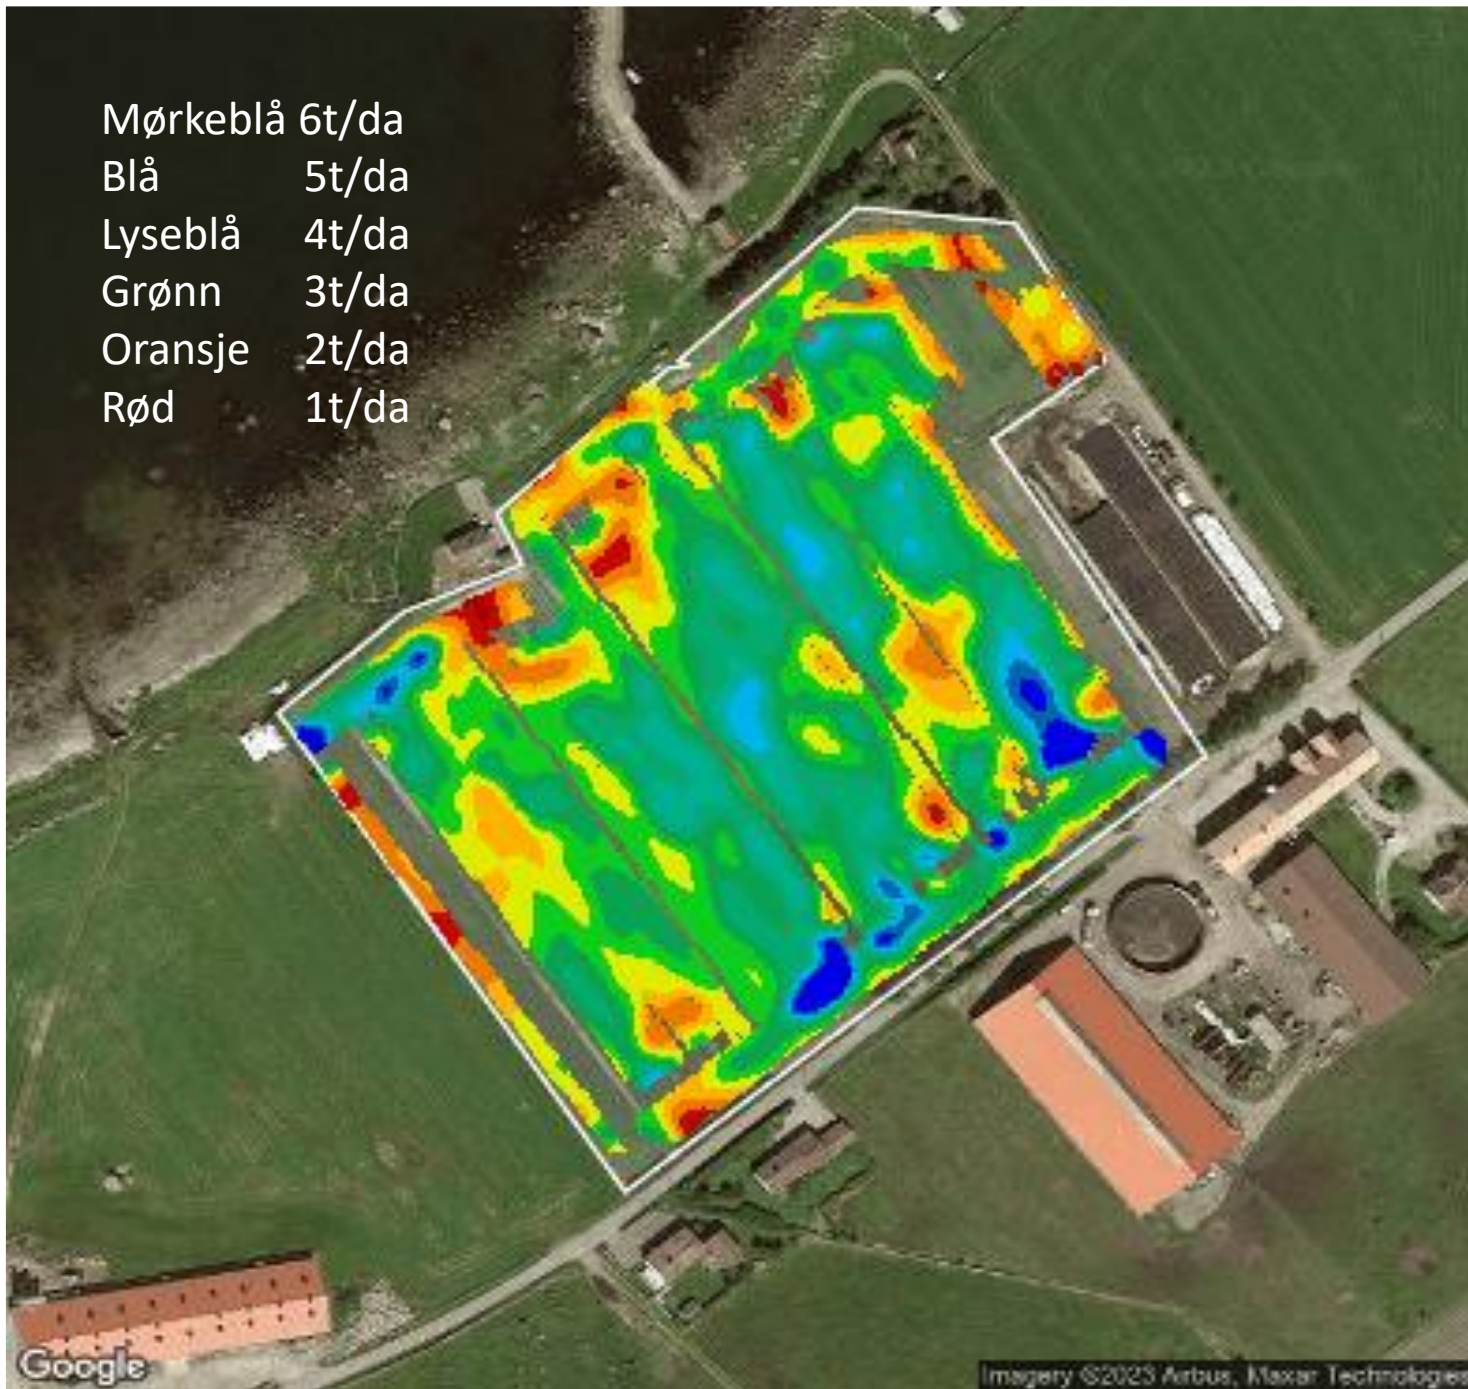 Mørkeblå 6t/da
Blå 5t/da
Lyseblå 4t/da
Grønn 3t/da
Oransje 2t/da
Rød 1t/da
Google
Imagery ©2023 Airbus, Maxar Technologies